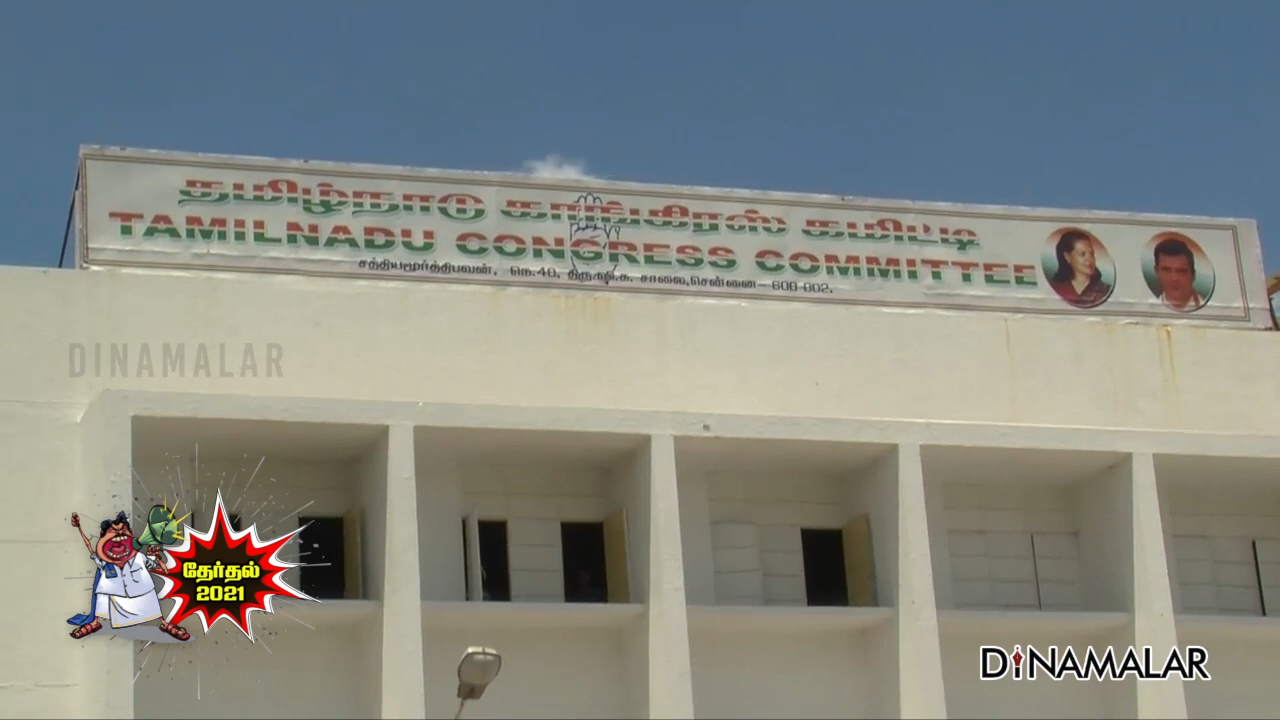 தமிழ்நாடு காங்கிரஸ் கமிட்டி
TAMILNADU CONGRESS COMMITTEE
சத்தியமூர்த்திபவன், நெ.40, திரு.வி.க. சாலை,சென்னை - 600 002.
DINAMALAR
தேர்தல்
2021
DINAMALAR